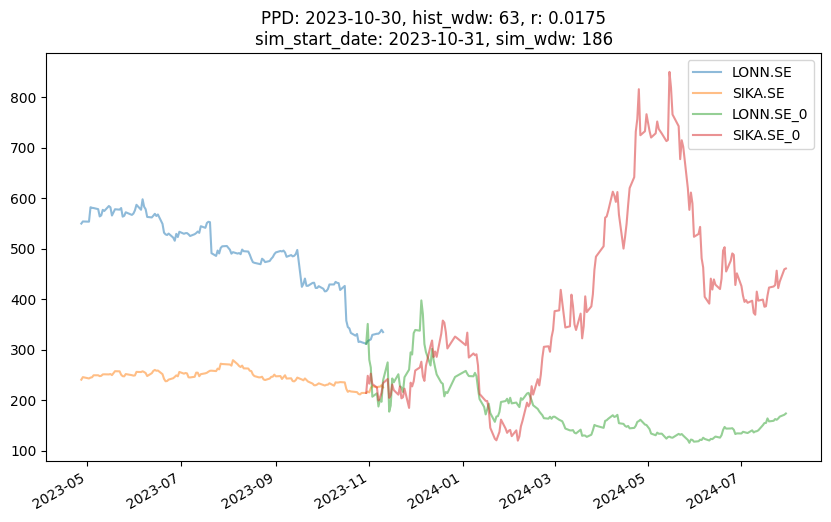 PPD: 2023-10-30, hist_wdw: 63, r: 0.0175
sim_start_date: 2023-10-31, sim_wdw: 186
LONN.SE
SIKA.SE
LONN.SE_0
SIKA.SE_0
800
700
600
500
400
300
200
100
2023-05
2023-07
2023-09
2023-11
2024-01
2024-03
2024-05
2024-07